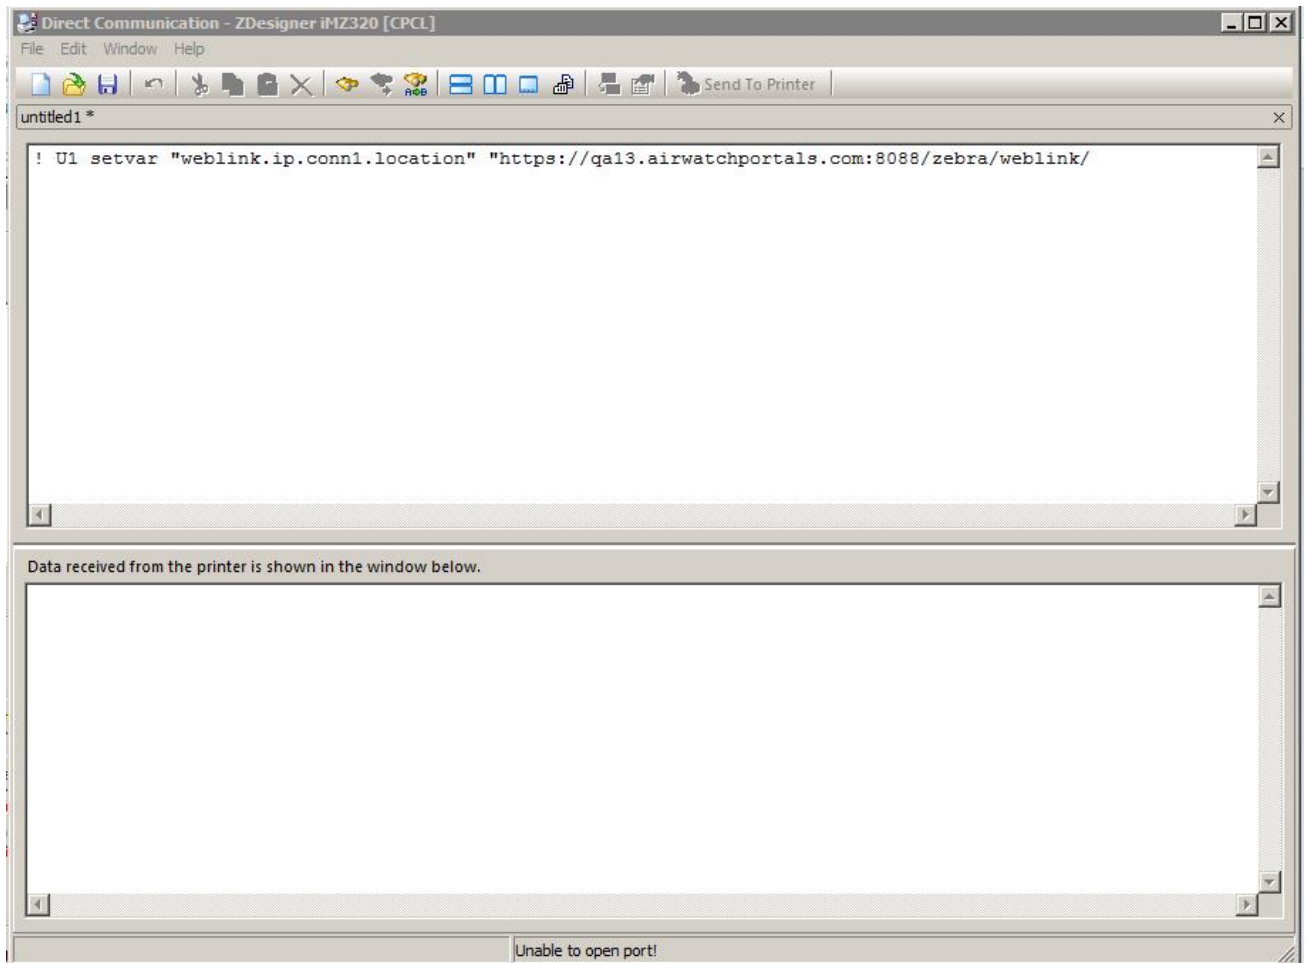 Direct Communication - ZDesigner iMZ320 [CPCL]
File Edit Window Help
A→B
Send To Printer
untitled1 *
! U1 setvar "weblink.ip.conn1.location" "https://qa13.airwatchportals.com:8088/zebra/weblink/
Data received from the printer is shown in the window below.
Unable to open port!